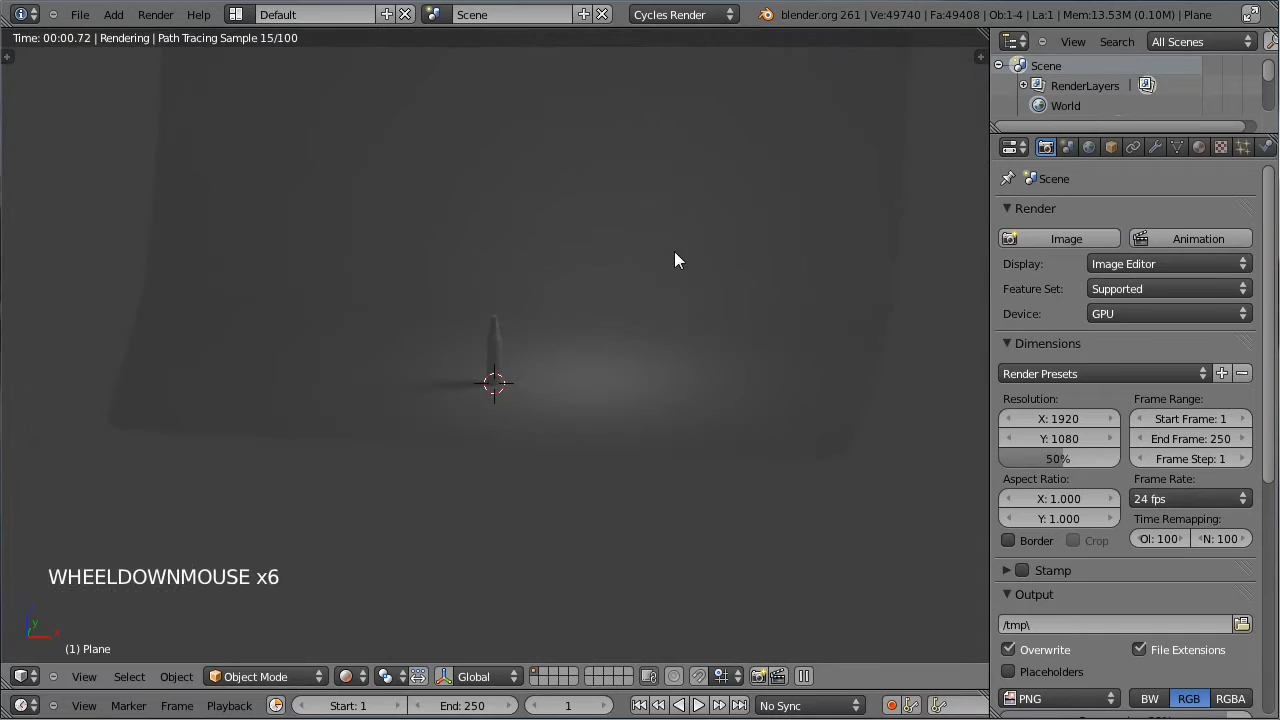 File Add Render Help Default Scene Cycles Render blender.org 261 | Ve:49740 | Fa:49408 | Ob:1-4 | La:1 | Mem:13.53M (0.10M) | Plane
Time: 00:00.72 | Rendering | Path Tracing Sample 15/100
View Search All Scenes
Scene
RenderLayers
World
Scene
Render
Image Animation
Display: Image Editor
Feature Set: Supported
Device: GPU
Dimensions
Render Presets
Resolution: Frame Range:
X: 1920 Start Frame: 1
Y: 1080 End Frame: 250
50% Frame Step: 1
Aspect Ratio: Frame Rate:
X: 1.000 24 fps
Y: 1.000 Time Remapping:
Border Crop Ol: 100 N: 100
Stamp
Output
/tmp\
Overwrite File Extensions
Placeholders
PNG BW RGB RGBA
WHEELDOWNMOUSE x6
z
y
x
(1) Plane
View Select Object Object Mode Global
View Marker Frame Playback Start: 1 End: 250 1 No Sync